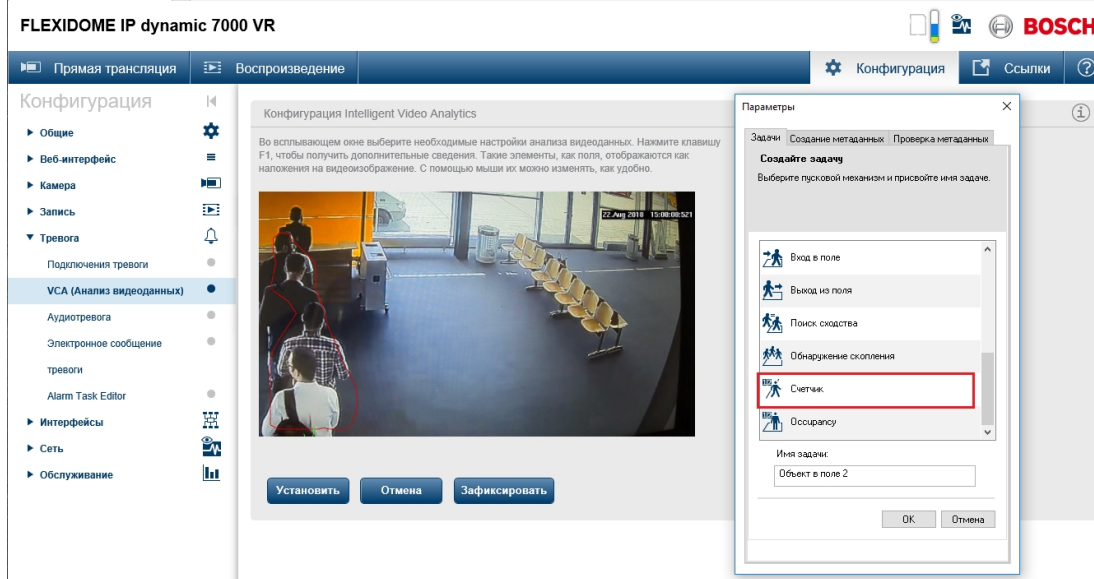 FLEXIDOME IP dynamic 7000 VR
BOSCH
Прямая трансляция
Воспроизведение
Конфигурация
Ссылки
Конфигурация
Общие
Веб-интерфейс
Камера
Запись
Тревога
Подключения тревоги
VCA (Анализ видеоданных)
Аудиотревога
Электронное сообщение
тревоги
Alarm Task Editor
Интерфейсы
Сеть
Обслуживание
Конфигурация Intelligent Video Analytics
Во всплывающем окне выберите необходимые настройки анализа видеоданных. Нажмите клавишу
F1, чтобы получить дополнительные сведения. Такие элементы, как поля, отображаются как
наложения на видеоизображение. С помощью мыши их можно изменять, как удобно.
22.Aug 2018 15:08:08:521
Установить
Отмена
Зафиксировать
Параметры
Задачи
Создание метаданных
Проверка метаданных
Создайте задачу
Выберите пусковой механизм и присвойте имя задаче.
Вход в поле
Выход из поля
Поиск сходства
Обнаружение скопления
Счетчик
Occupancy
Имя задачи:
Объект в поле 2
OK
Отмена